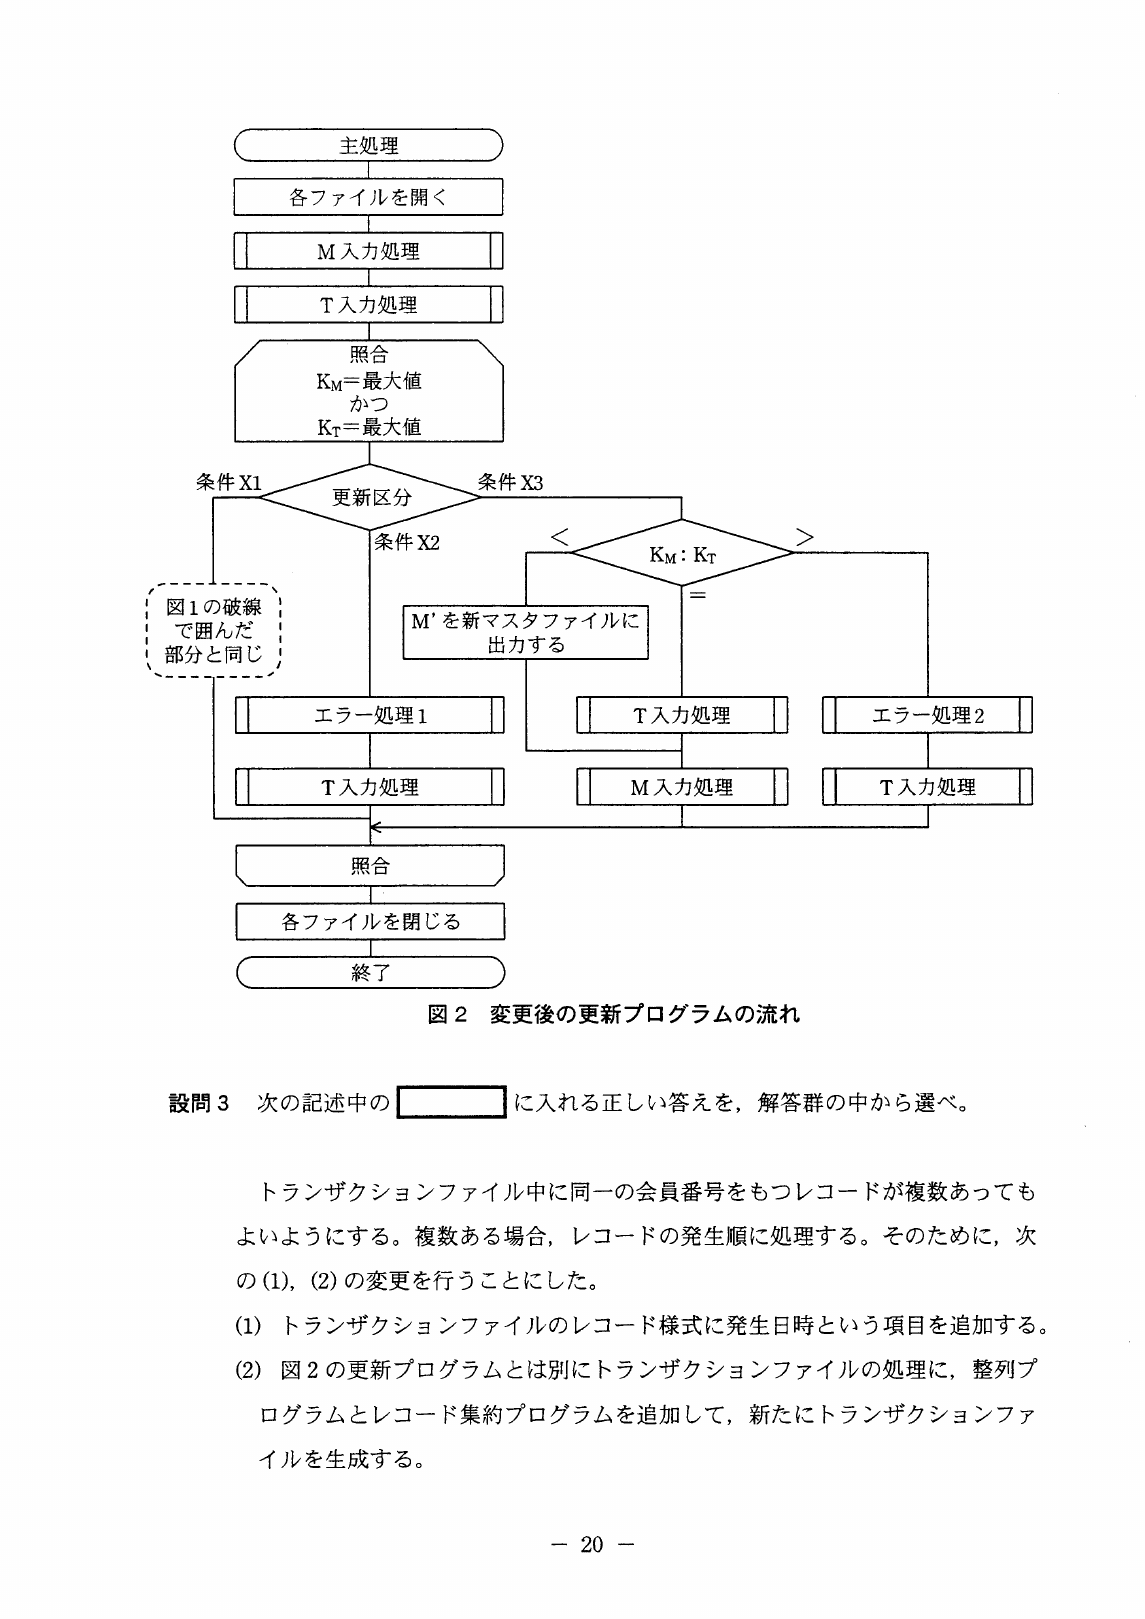 主処理
各ファイルを開く
M入力処理
T入力処理
照合
KM=最大値
かつ
KT=最大値
条件X1
更新区分
条件X3
条件X2
<
KM:KT
>
=
図1の破線
で囲んだ
部分と同じ
M'を新マスタファイルに
出力する
エラー処理1
T入力処理
エラー処理2
T入力処理
M入力処理
T入力処理
照合
各ファイルを閉じる
終了
図2 変更後の更新プログラムの流れ
設問3 次の記述中の に入れる正しい答えを，解答群の中から選べ。
トランザクションファイル中に同一の会員番号をもつレコードが複数あっても
よいようにする。複数ある場合，レコードの発生順に処理する。そのために，次
の(1)，(2)の変更を行うことにした。
(1) トランザクションファイルのレコード様式に発生日時という項目を追加する。
(2) 図2の更新プログラムとは別にトランザクションファイルの処理に，整列プ
ログラムとレコード集約プログラムを追加して，新たにトランザクションファ
イルを生成する。
― 20 ―